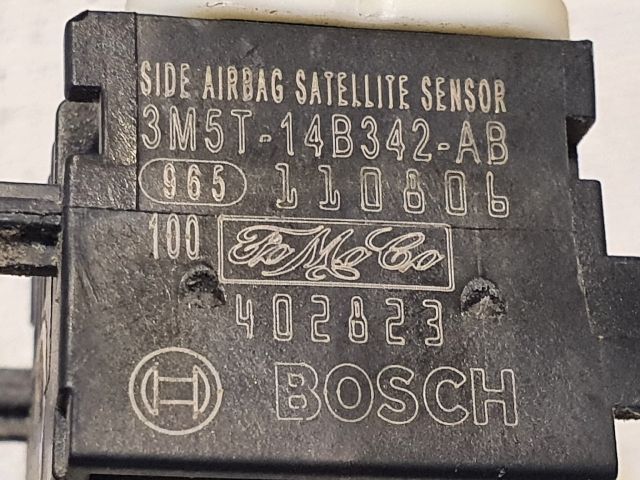 SIDE AIRBAG SATELLITE SENSOR
3M5T-14B342-AB
965 110806
100 FoMoCo
402823
BOSCH